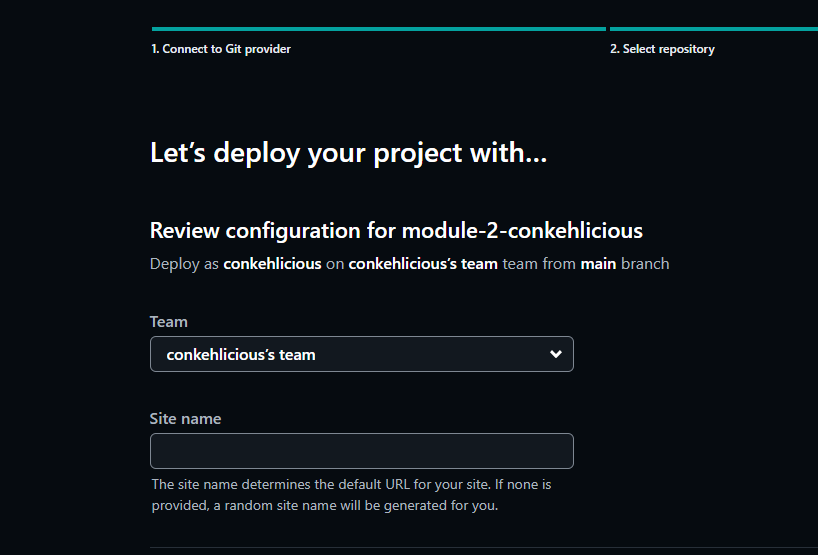 1. Connect to Git provider
2. Select repository
Let’s deploy your project with…
Review configuration for module-2-conkehlicious
Deploy as conkehlicious on conkehlicious’s team team from main branch
Team
conkehlicious’s team
Site name
The site name determines the default URL for your site. If none is
provided, a random site name will be generated for you.